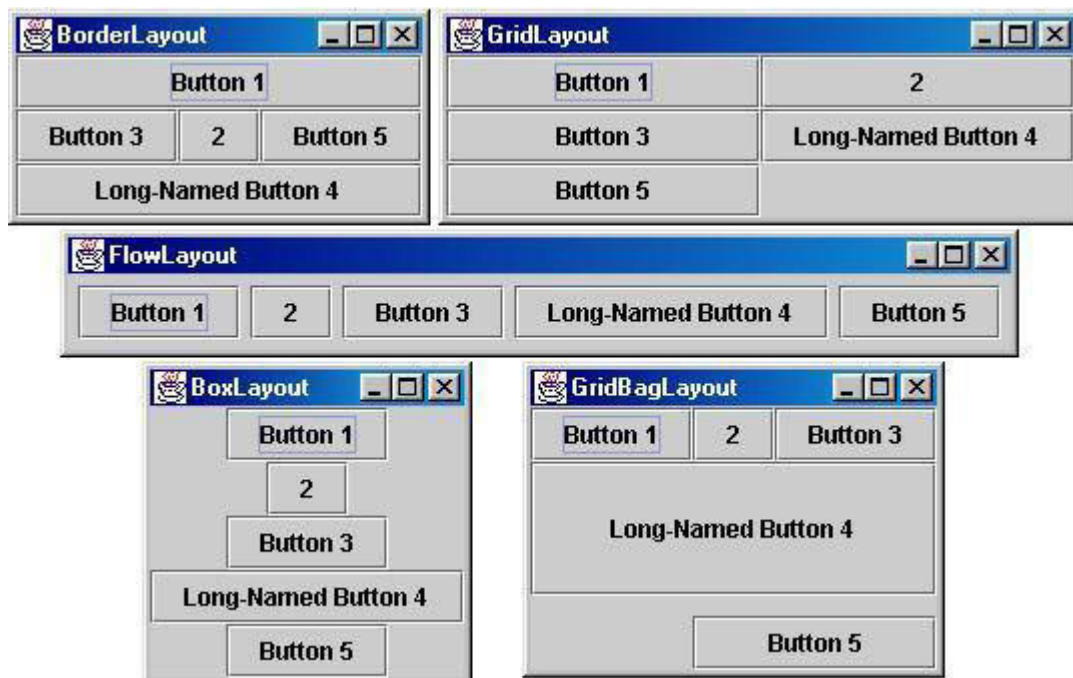 BorderLayout
Button 1
Button 3 2 Button 5
Long-Named Button 4
GridLayout
Button 1 2
Button 3 Long-Named Button 4
Button 5
FlowLayout
Button 1 2 Button 3 Long-Named Button 4 Button 5
BoxLayout
Button 1
2
Button 3
Long-Named Button 4
Button 5
GridBagLayout
Button 1 2 Button 3
Long-Named Button 4
Button 5